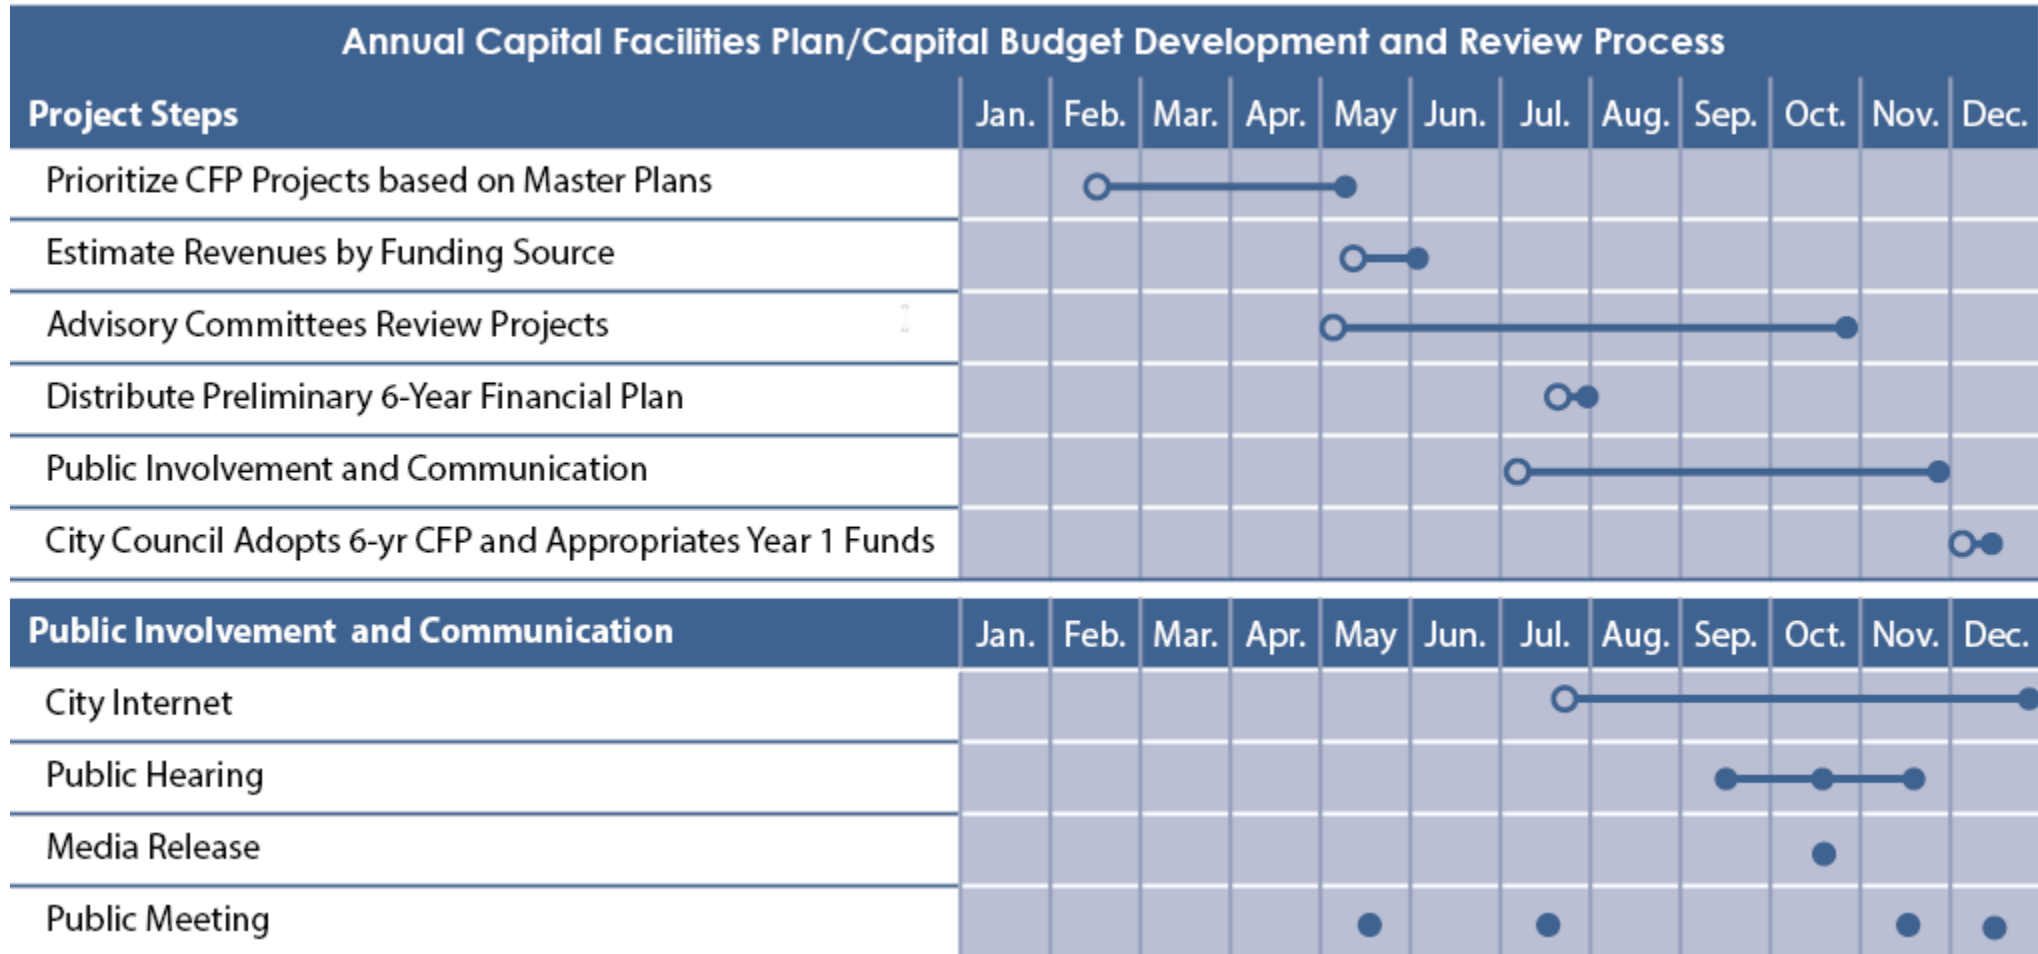 Annual Capital Facilities Plan/Capital Budget Development and Review Process
Project Steps Jan. Feb. Mar. Apr. May Jun. Jul. Aug. Sep. Oct. Nov. Dec.
Prioritize CFP Projects based on Master Plans
Estimate Revenues by Funding Source
Advisory Committees Review Projects
Distribute Preliminary 6-Year Financial Plan
Public Involvement and Communication
City Council Adopts 6-yr CFP and Appropriates Year 1 Funds
Public Involvement and Communication Jan. Feb. Mar. Apr. May Jun. Jul. Aug. Sep. Oct. Nov. Dec.
City Internet
Public Hearing
Media Release
Public Meeting